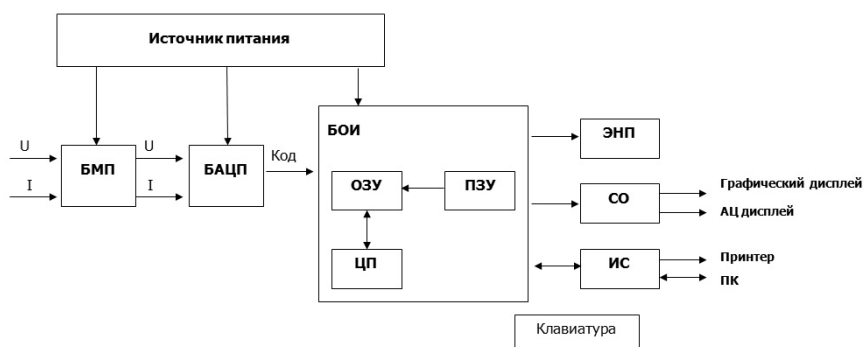 Источник питания
БОИ
ЭНП
U
U
Код
БМП
БАЦП
I
I
ОЗУ
ПЗУ
СО
Графический дисплей
АЦ дисплей
ЦП
ИС
Принтер
ПК
Клавиатура